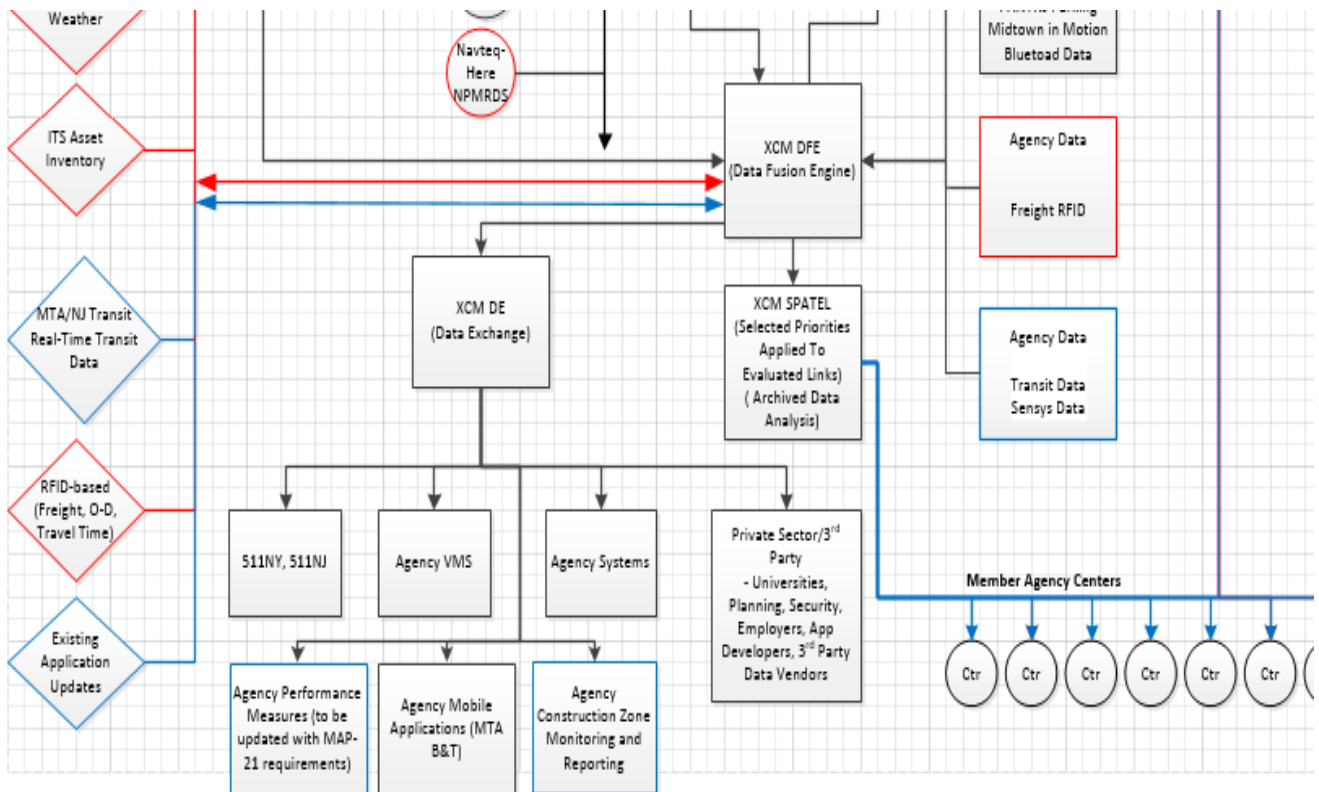 Weather
Navteq-
Here
NPMRDS
Midtown in Motion
Bluetoad Data
ITS Asset
Inventory
XCM DFE
(Data Fusion Engine)
Agency Data
Freight RFID
MTA/NJ Transit
Real-Time Transit
Data
XCM DE
(Data Exchange)
XCM SPATEL
(Selected Priorities
Applied To
Evaluated Links)
( Archived Data
Analysis)
Agency Data
Transit Data
Sensys Data
RFID-based
(Freight, O-D,
Travel Time)
511NY, 511NJ
Agency VMS
Agency Systems
Private Sector/3rd
Party
- Universities,
Planning, Security,
Employers, App
Developers, 3rd Party
Data Vendors
Member Agency Centers
Ctr
Ctr
Ctr
Ctr
Ctr
Ctr
Existing
Application
Updates
Agency Performance
Measures (to be
updated with MAP-
21 requirements)
Agency Mobile
Applications (MTA
B&T)
Agency
Construction Zone
Monitoring and
Reporting